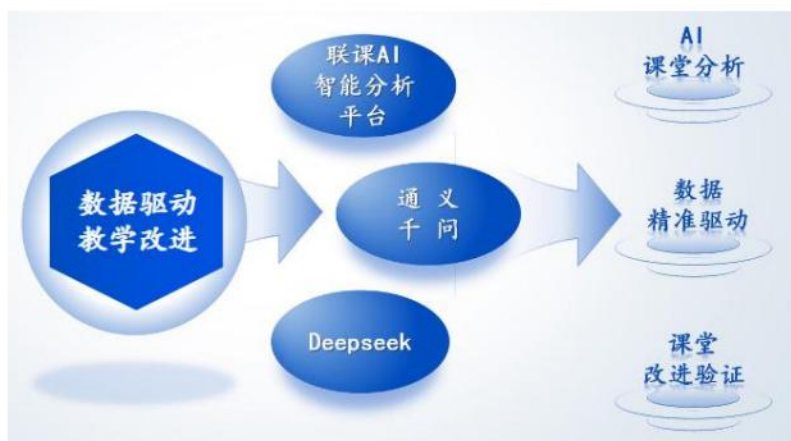 数据驱动
教学改进
联课AI
智能分析
平台
通 义
千 问
Deepseek
AI
课堂分析
数据
精准驱动
课堂
改进验证